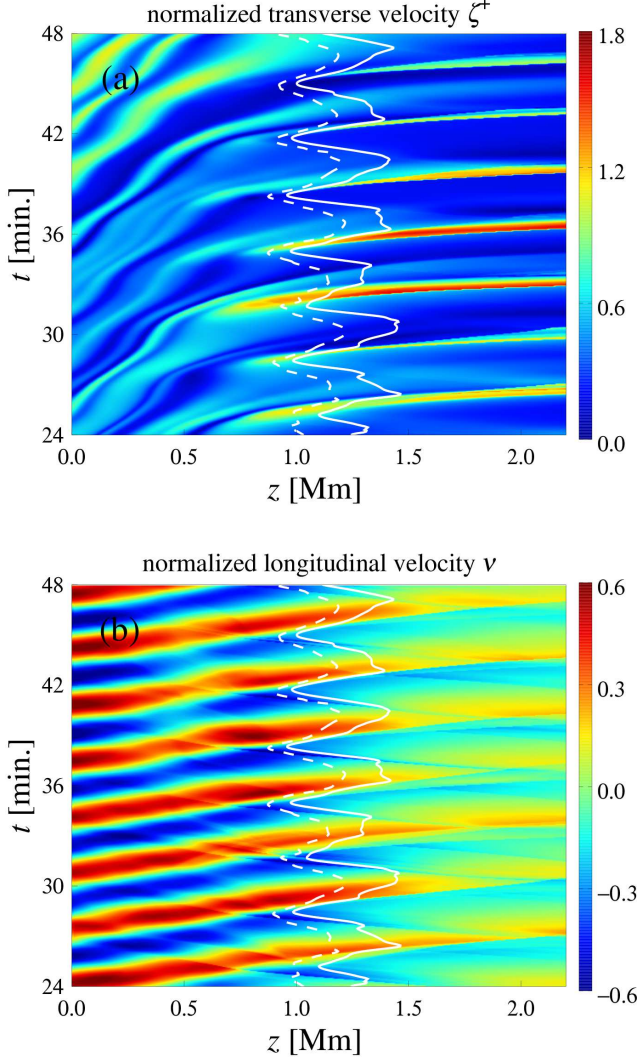 normalized transverse velocity ζ⁺
(a)
48
42
36
30
24
t [min.]
0.0 0.5 1.0 1.5 2.0
z [Mm]
1.8
1.2
0.6
0.0
normalized longitudinal velocity v
(b)
48
42
36
30
24
t [min.]
0.0 0.5 1.0 1.5 2.0
z [Mm]
0.6
0.3
0.0
−0.3
−0.6